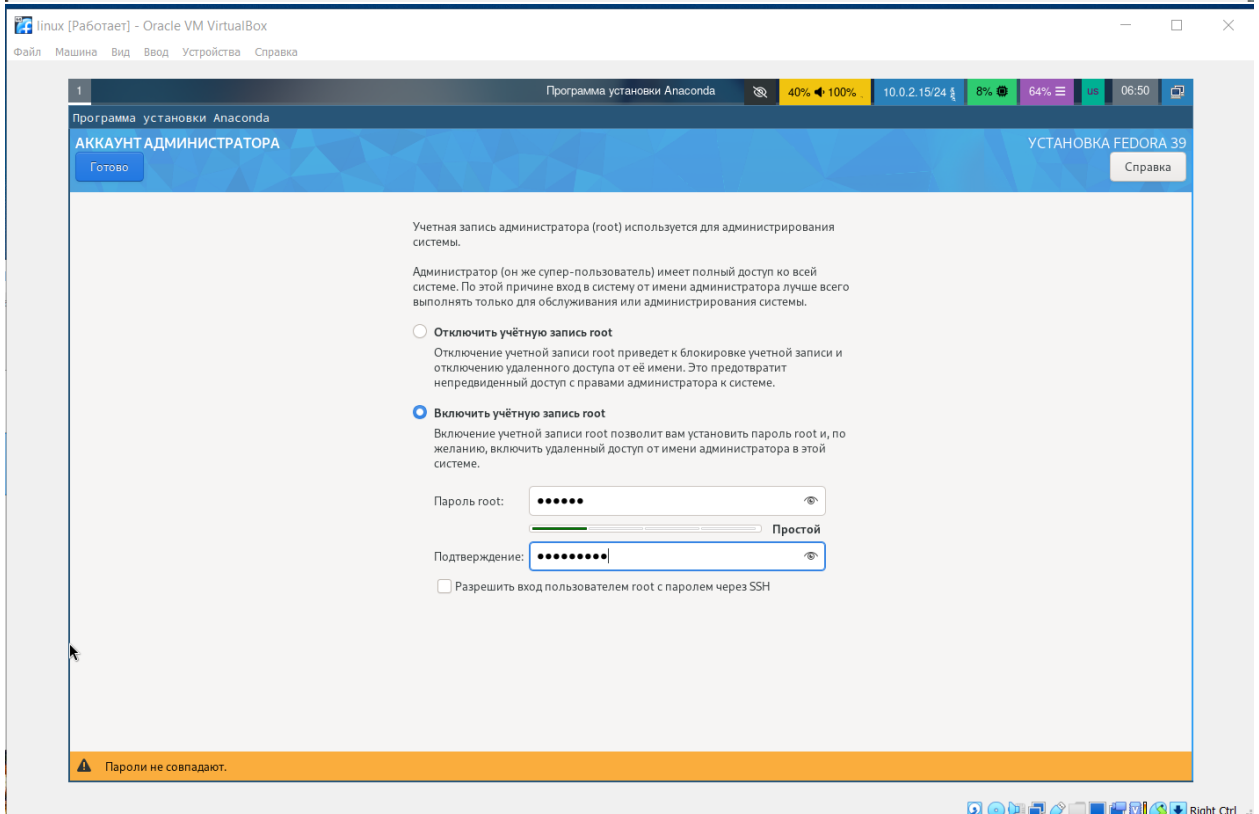 linux [Работает] - Oracle VM VirtualBox
Файл Машина Вид Ввод Устройства Справка
1 Программа установки Anaconda 40% 100% 10.0.2.15/24 8% 64% us 06:50
Программа установки Anaconda
АККАУНТ АДМИНИСТРАТОРА УСТАНОВКА FEDORA 39
Готово Справка
Учетная запись администратора (root) используется для администрирования
системы.
Администратор (он же супер-пользователь) имеет полный доступ ко всей
системе. По этой причине вход в систему от имени администратора лучше всего
выполнять только для обслуживания или администрирования системы.
Отключить учётную запись root
Отключение учетной записи root приведет к блокировке учетной записи и
отключению удаленного доступа от её имени. Это предотвратит
непредвиденный доступ с правами администратора к системе.
Включить учётную запись root
Включение учетной записи root позволит вам установить пароль root и, по
желанию, включить удаленный доступ от имени администратора в этой
системе.
Пароль root: ••••••
Простой
Подтверждение: •••••••••
Разрешить вход пользователем root с паролем через SSH
Пароли не совпадают.
Right Ctrl